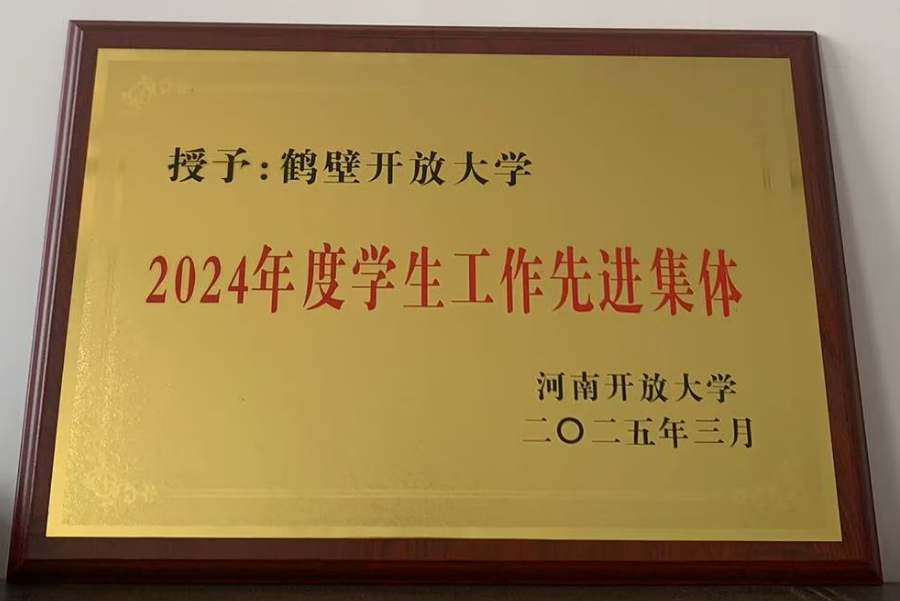 授予:鹤壁开放大学
2024年度学生工作先进集体
河南开放大学
二〇二五年三月